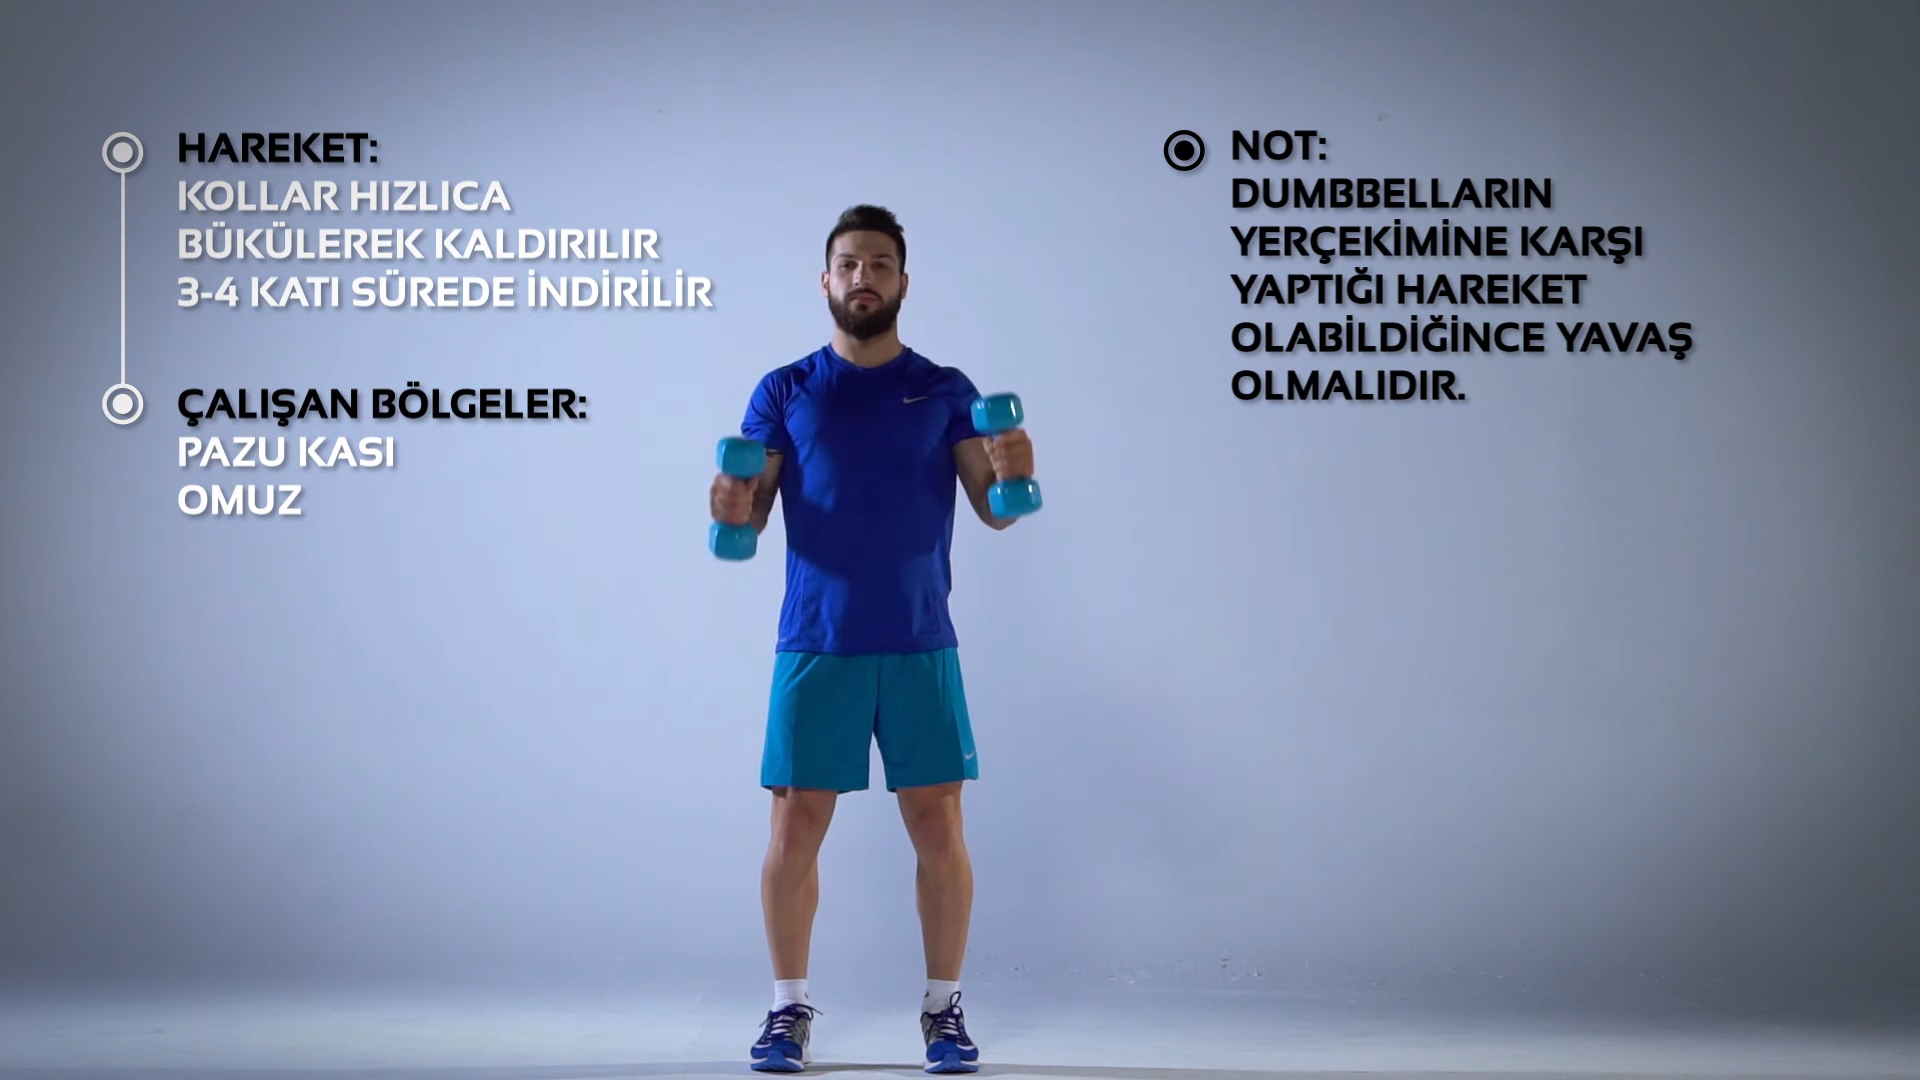 HAREKET:
KOLLAR HIZLICA
BÜKÜLEREK KALDIRILIR
3-4 KATI SÜREDE İNDİRİLİR
ÇALIŞAN BÖLGELER:
PAZU KASI
OMUZ
NOT:
DUMBBELLARIN
YERÇEKİMİNE KARŞI
YAPTIĞI HAREKET
OLABİLDİĞİNCE YAVAŞ
OLMALIDIR.